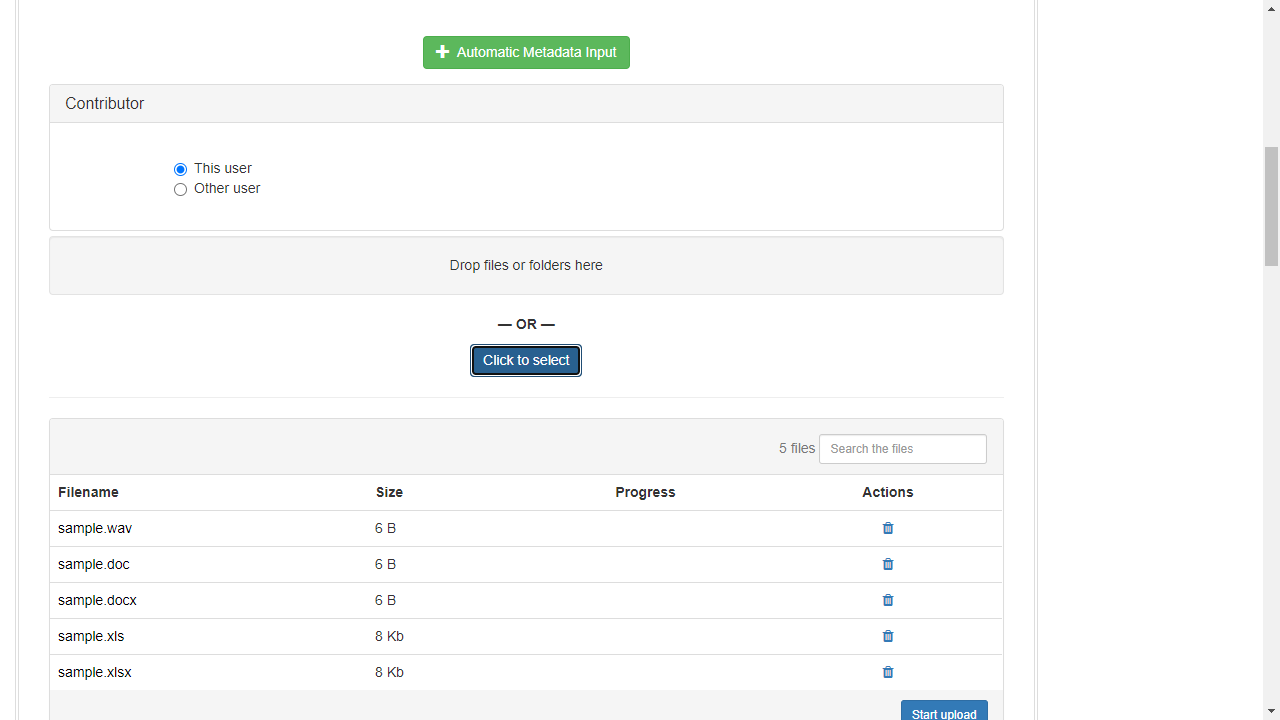 Automatic Metadata Input
Contributor
This user
Other user
Drop files or folders here
— OR —
Click to select
5 files Search the files
Filename Size Progress Actions
sample.wav 6 B
sample.doc 6 B
sample.docx 6 B
sample.xls 8 Kb
sample.xlsx 8 Kb
Start upload